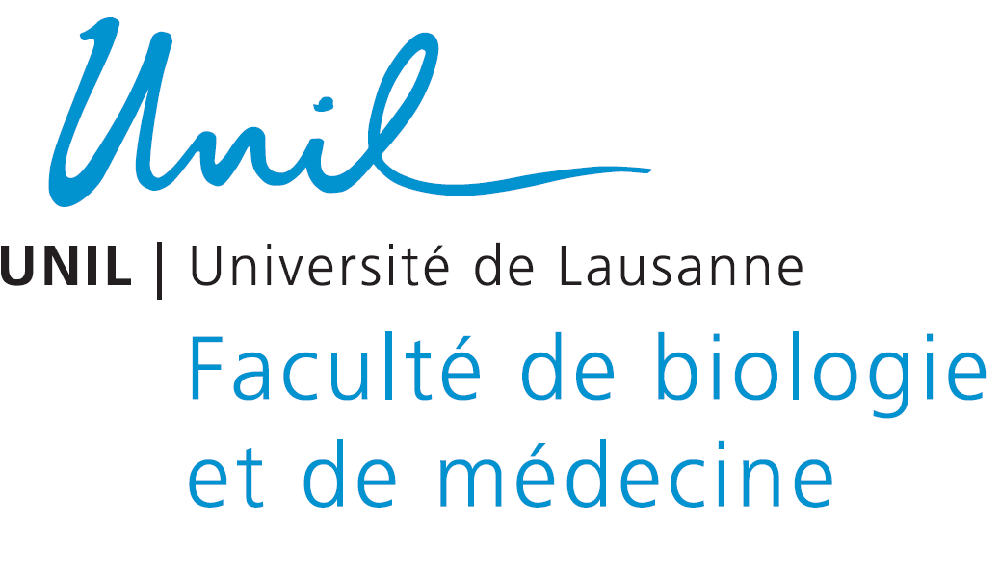 Unil
UNIL | Université de Lausanne
Faculté de biologie
et de médecine